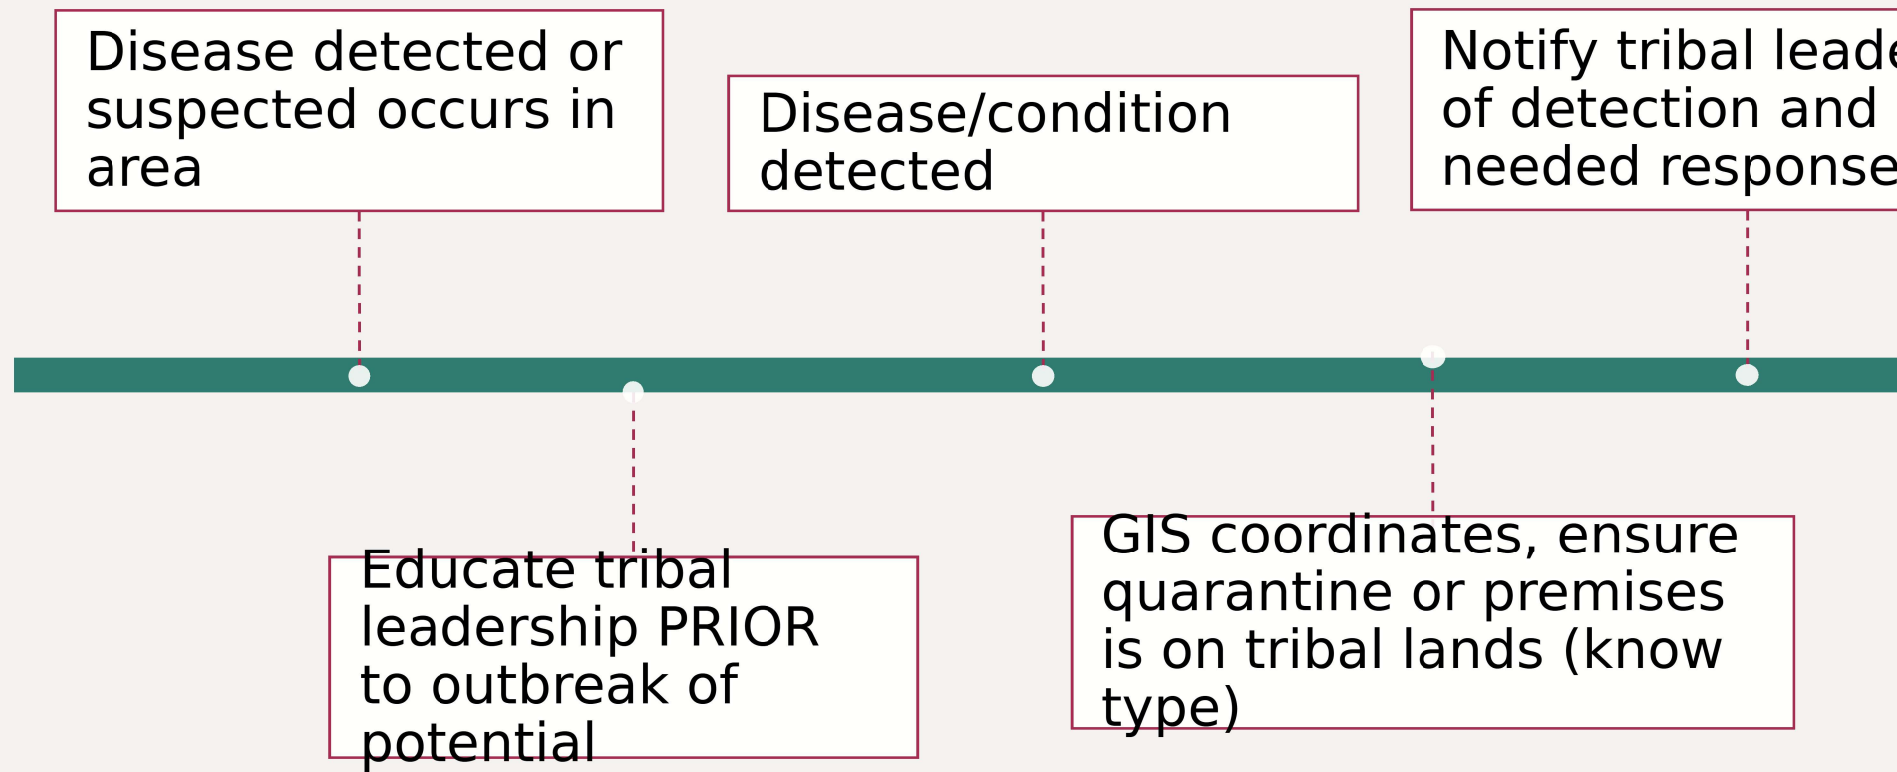 Disease detected or
suspected occurs in
area
Educate tribal
leadership PRIOR
to outbreak of
potential
Disease/condition
detected
GIS coordinates, ensure
quarantine or premises
is on tribal lands (know
type)
Notify tribal
of detection and
needed response